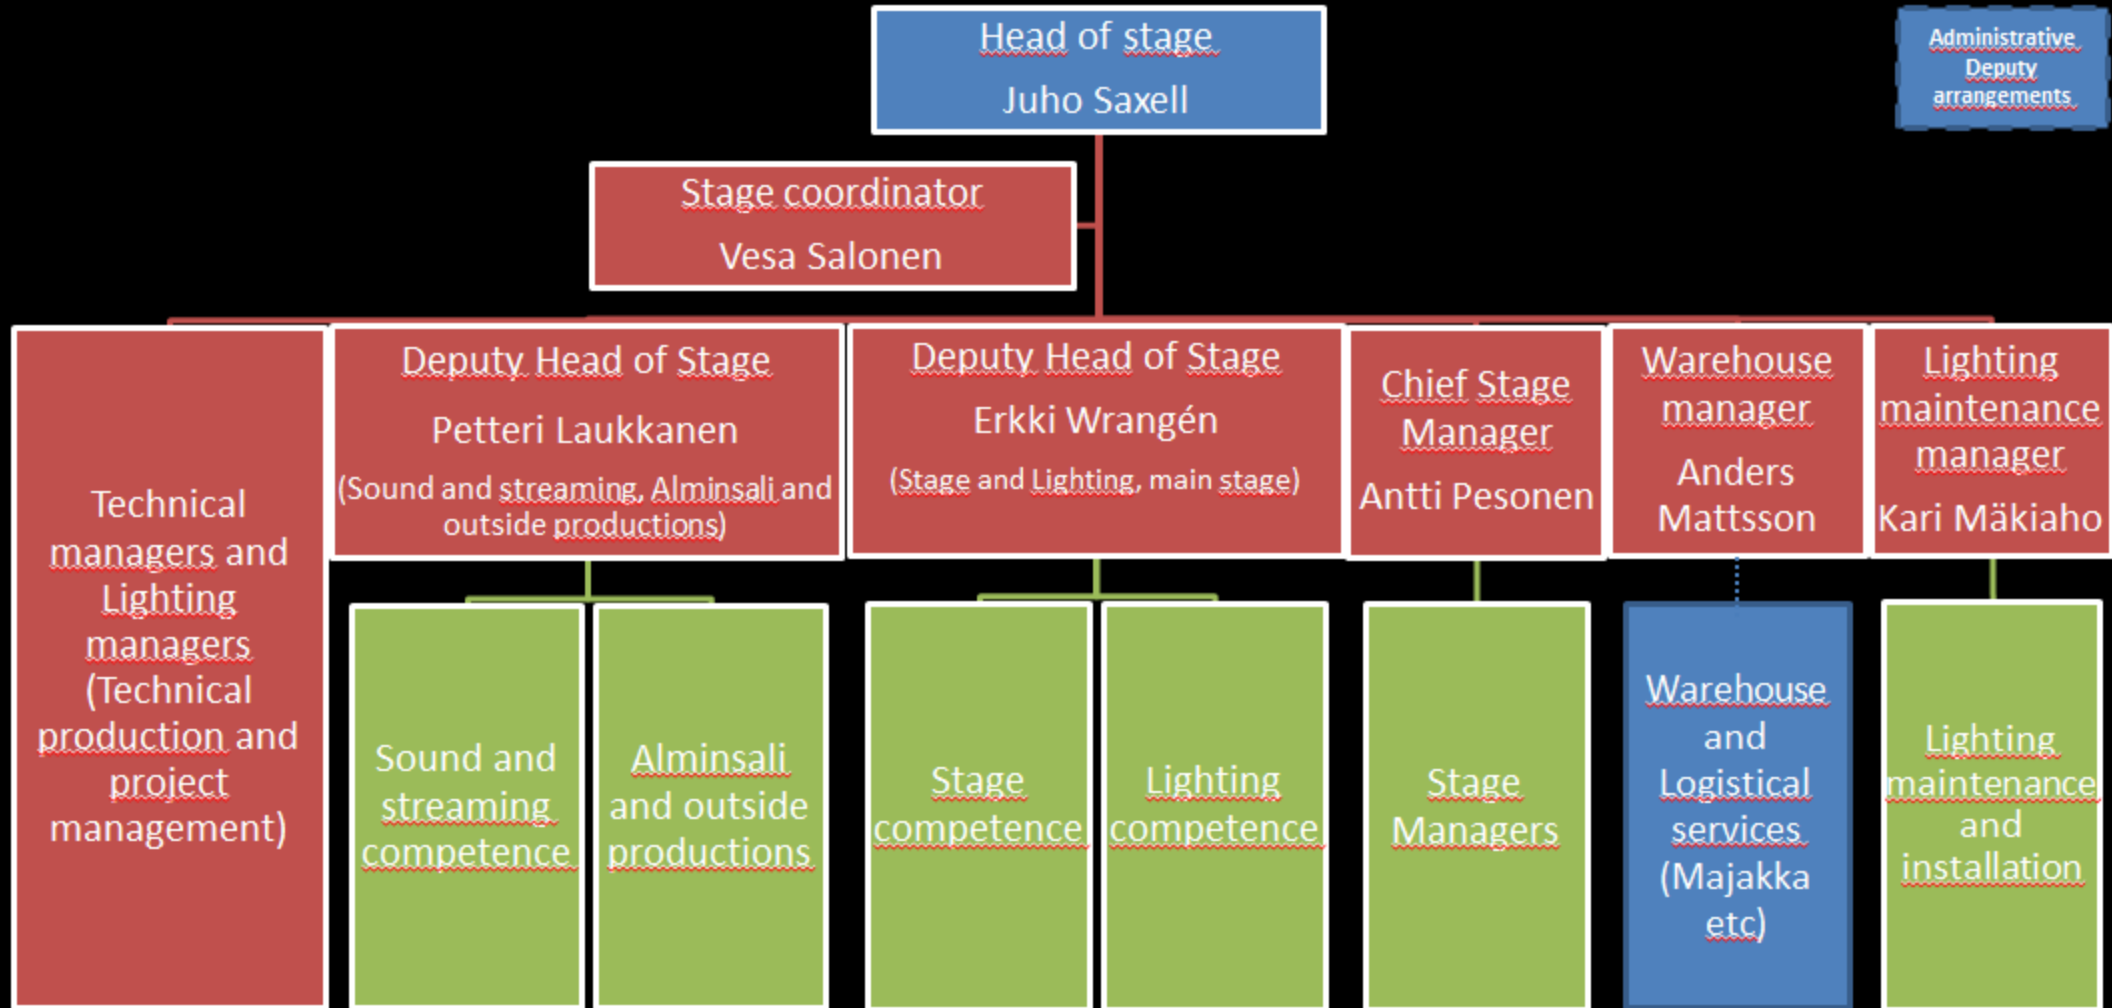 Head of stage
Juho Saxell
Administrative
Deputy
arrangements
Stage coordinator
Vesa Salonen
Technical
managers and
Lighting
managers
(Technical
production and
project
management)
Deputy Head of Stage
Petteri Laukkanen
(Sound and streaming, Alminsali and
outside productions)
Deputy Head of Stage
Erkki Wrangén
(Stage and Lighting, main stage)
Chief Stage
Manager
Antti Pesonen
Warehouse
manager
Anders
Mattsson
Lighting
maintenance
manager
Kari Mäkiaho
Sound and
streaming
competence
Alminsali
and outside
productions
Stage
competence
Lighting
competence
Stage
Managers
Warehouse
and
Logistical
services
(Majakka
etc)
Lighting
maintenance
and
installation